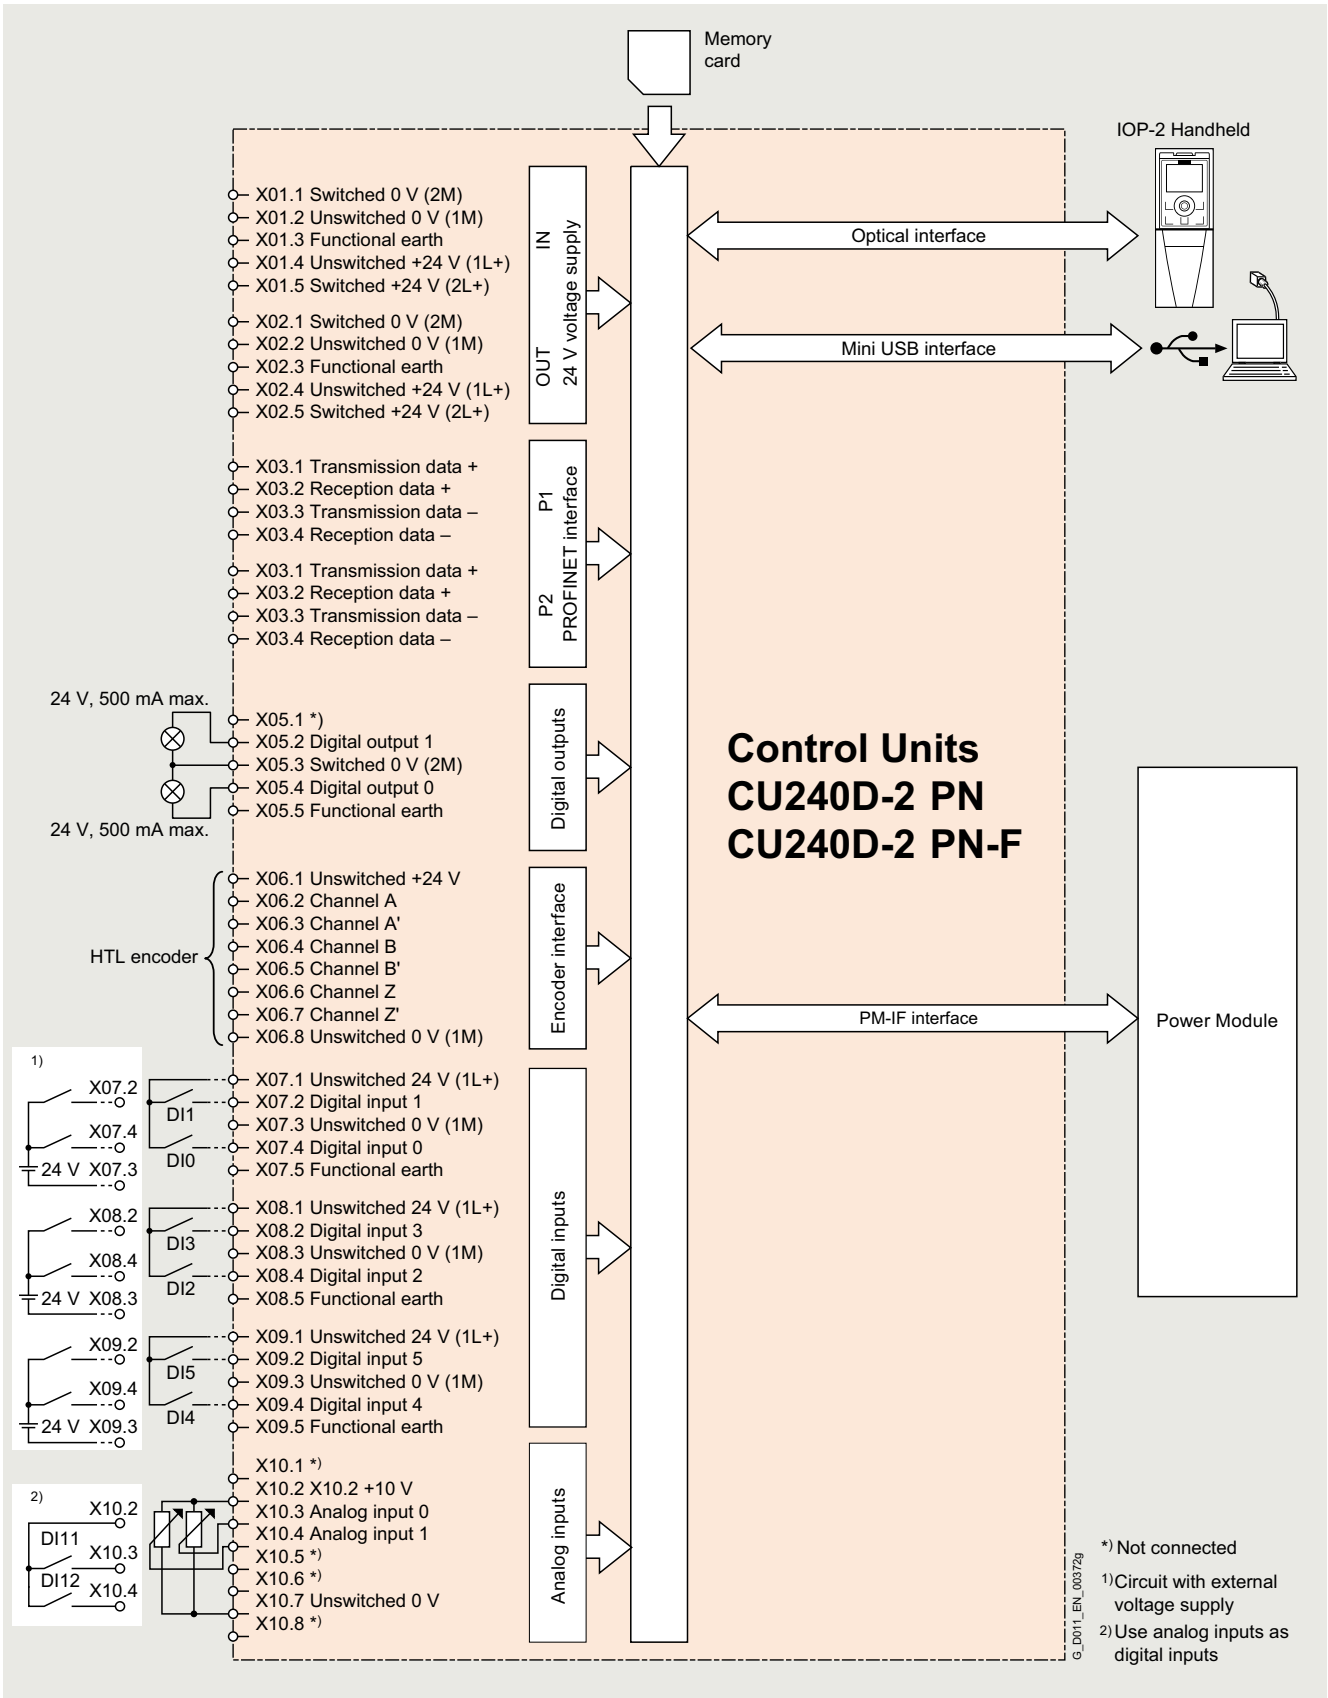 Memory
card
IOP-2 Handheld
X01.1 Switched 0 V (2M)
X01.2 Unswitched 0 V (1M)
X01.3 Functional earth
X01.4 Unswitched +24 V (1L+)
X01.5 Switched +24 V (2L+)
X02.1 Switched 0 V (2M)
X02.2 Unswitched 0 V (1M)
X02.3 Functional earth
X02.4 Unswitched +24 V (1L+)
X02.5 Switched +24 V (2L+)
OUT IN
24 V voltage supply
Optical interface
Mini USB interface
X03.1 Transmission data +
X03.2 Reception data +
X03.3 Transmission data –
X03.4 Reception data –
X03.1 Transmission data +
X03.2 Reception data +
X03.3 Transmission data –
X03.4 Reception data –
P2 P1
PROFINET interface
24 V, 500 mA max.
24 V, 500 mA max.
X05.1 *)
X05.2 Digital output 1
X05.3 Switched 0 V (2M)
X05.4 Digital output 0
X05.5 Functional earth
Digital outputs
Control Units
CU240D-2 PN
CU240D-2 PN-F
HTL encoder
X06.1 Unswitched +24 V
X06.2 Channel A
X06.3 Channel A'
X06.4 Channel B
X06.5 Channel B'
X06.6 Channel Z
X06.7 Channel Z'
X06.8 Unswitched 0 V (1M)
Encoder interface
PM-IF interface
Power Module
1)
X07.2
X07.4
24 V X07.3
DI1
DI0
X07.1 Unswitched 24 V (1L+)
X07.2 Digital input 1
X07.3 Unswitched 0 V (1M)
X07.4 Digital input 0
X07.5 Functional earth
X08.2
X08.4
24 V X08.3
DI3
DI2
X08.1 Unswitched 24 V (1L+)
X08.2 Digital input 3
X08.3 Unswitched 0 V (1M)
X08.4 Digital input 2
X08.5 Functional earth
X09.2
X09.4
24 V X09.3
DI5
DI4
X09.1 Unswitched 24 V (1L+)
X09.2 Digital input 5
X09.3 Unswitched 0 V (1M)
X09.4 Digital input 4
X09.5 Functional earth
Digital inputs
2)
X10.2
DI11
X10.3
DI12
X10.4
X10.1 *)
X10.2 X10.2 +10 V
X10.3 Analog input 0
X10.4 Analog input 1
X10.5 *)
X10.6 *)
X10.7 Unswitched 0 V
X10.8 *)
Analog inputs
G_D011_EN_00372g
*) Not connected
1) Circuit with external
voltage supply
2) Use analog inputs as
digital inputs